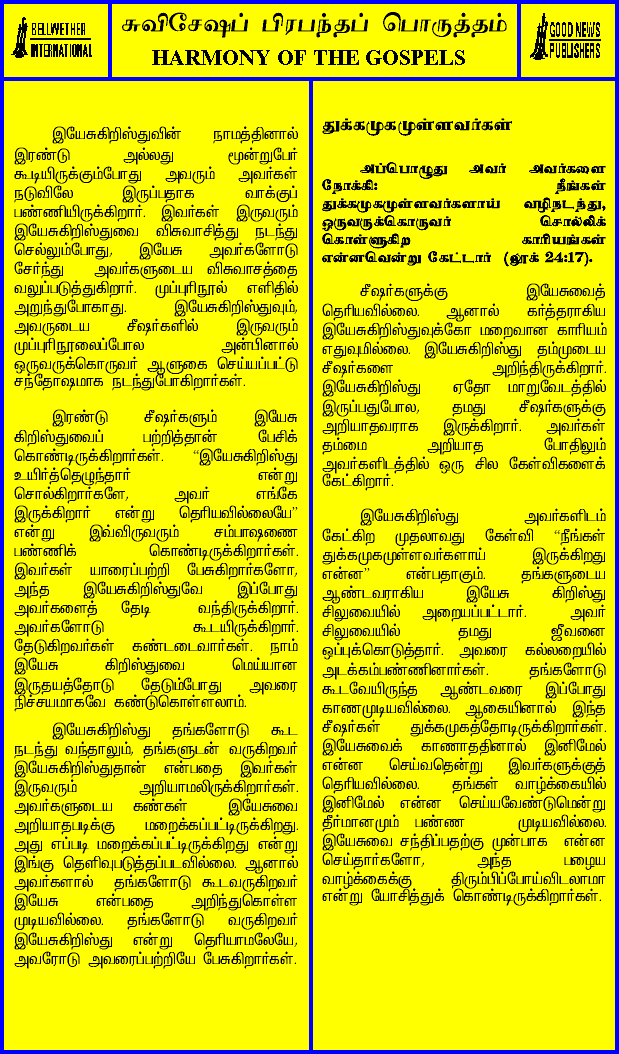 BELLWETHER
INTERNATIONAL
சுவிசேஷப் பிரபந்தப் பொருத்தம்
HARMONY OF THE GOSPELS
GOOD NEWS
PUBLISHERS
இயேசுகிறிஸ்துவின் நாமத்தினால்
இரண்டு அல்லது மூன்றுபேர்
கூடியிருக்கும்போது அவரும் அவர்கள்
நடுவிலே இருப்பதாக வாக்குப்
பண்ணியிருக்கிறார். இவர்கள் இருவரும்
இயேசுகிறிஸ்துவை விசுவாசித்து நடந்து
செல்லும்போது, இயேசு அவர்களோடு
சேர்ந்து அவர்களுடைய விசுவாசத்தை
வலுப்படுத்துகிறார். முப்புரிநூல் எளிதில்
அறுந்துபோகாது. இயேசுகிறிஸ்துவும்,
அவருடைய சீஷர்களில் இருவரும்
முப்புரிநூலைப்போல அன்பினால்
ஒருவருக்கொருவர் ஆளுகை செய்யப்பட்டு
சந்தோஷமாக நடந்துபோகிறார்கள்.
இரண்டு சீஷர்களும் இயேசு
கிறிஸ்துவைப் பற்றித்தான் பேசிக்
கொண்டிருக்கிறார்கள். “இயேசுகிறிஸ்து
உயிர்த்தெழுந்தார் என்று
சொல்கிறார்களே, அவர் எங்கே
இருக்கிறார் என்று தெரியவில்லையே”
என்று இவ்விருவரும் சம்பாஷணை
பண்ணிக் கொண்டிருக்கிறார்கள்.
இவர்கள் யாரைப்பற்றி பேசுகிறார்களோ,
அந்த இயேசுகிறிஸ்துவே இப்போது
அவர்களைத் தேடி வந்திருக்கிறார்.
அவர்களோடு கூடயிருக்கிறார்.
தேடுகிறவர்கள் கண்டடைவார்கள். நாம்
இயேசு கிறிஸ்துவை மெய்யான
இருதயத்தோடு தேடும்போது அவரை
நிச்சயமாகவே கண்டுகொள்ளலாம்.
இயேசுகிறிஸ்து தங்களோடு கூட
நடந்து வந்தாலும், தங்களுடன் வருகிறவர்
இயேசுகிறிஸ்துதான் என்பதை இவர்கள்
இருவரும் அறியாமலிருக்கிறார்கள்.
அவர்களுடைய கண்கள் இயேசுவை
அறியாதபடிக்கு மறைக்கப்பட்டிருக்கிறது.
அது எப்படி மறைக்கப்பட்டிருக்கிறது என்று
இங்கு தெளிவுபடுத்தப்படவில்லை. ஆனால்
அவர்களால் தங்களோடு கூடவருகிறவர்
இயேசு என்பதை அறிந்துகொள்ள
முடியவில்லை. தங்களோடு வருகிறவர்
இயேசுகிறிஸ்து என்று தெரியாமலேயே,
அவரோடு அவரைப்பற்றியே பேசுகிறார்கள்.
துக்கமுகமுள்ளவர்கள்
அப்பொழுது அவர் அவர்களை
நோக்கி: நீங்கள்
துக்கமுகமுள்ளவர்களாய் வழிநடந்து,
ஒருவருக்கொருவர் சொல்லிக்
கொள்ளுகிற காரியங்கள்
என்னவென்று கேட்டார் (லூக் 24:17).
சீஷர்களுக்கு இயேசுவைத்
தெரியவில்லை. ஆனால் கர்த்தராகிய
இயேசுகிறிஸ்துவுக்கோ மறைவான காரியம்
எதுவுமில்லை. இயேசுகிறிஸ்து தம்முடைய
சீஷர்களை அறிந்திருக்கிறார்.
இயேசுகிறிஸ்து ஏதோ மாறுவேடத்தில்
இருப்பதுபோல, தமது சீஷர்களுக்கு
அறியாதவராக இருக்கிறார். அவர்கள்
தம்மை அறியாத போதிலும்
அவர்களிடத்தில் ஒரு சில கேள்விகளைக்
கேட்கிறார்.
இயேசுகிறிஸ்து அவர்களிடம்
கேட்கிற முதலாவது கேள்வி “நீங்கள்
துக்கமுகமுள்ளவர்களாய் இருக்கிறது
என்ன” என்பதாகும். தங்களுடைய
ஆண்டவராகிய இயேசு கிறிஸ்து
சிலுவையில் அறையப்பட்டார். அவர்
சிலுவையில் தமது ஜீவனை
ஒப்புக்கொடுத்தார். அவரை கல்லறையில்
அடக்கம்பண்ணினார்கள். தங்களோடு
கூடவேயிருந்த ஆண்டவரை இப்போது
காணமுடியவில்லை. ஆகையினால் இந்த
சீஷர்கள் துக்கமுகத்தோடிருக்கிறார்கள்.
இயேசுவைக் காணாததினால் இனிமேல்
என்ன செய்வதென்று இவர்களுக்குத்
தெரியவில்லை. தங்கள் வாழ்க்கையில்
இனிமேல் என்ன செய்யவேண்டுமென்று
தீர்மானமும் பண்ண முடியவில்லை.
இயேசுவை சந்திப்பதற்கு முன்பாக என்ன
செய்தார்களோ, அந்த பழைய
வாழ்க்கைக்கு திரும்பிப்போய்விடலாமா
என்று யோசித்துக் கொண்டிருக்கிறார்கள்.